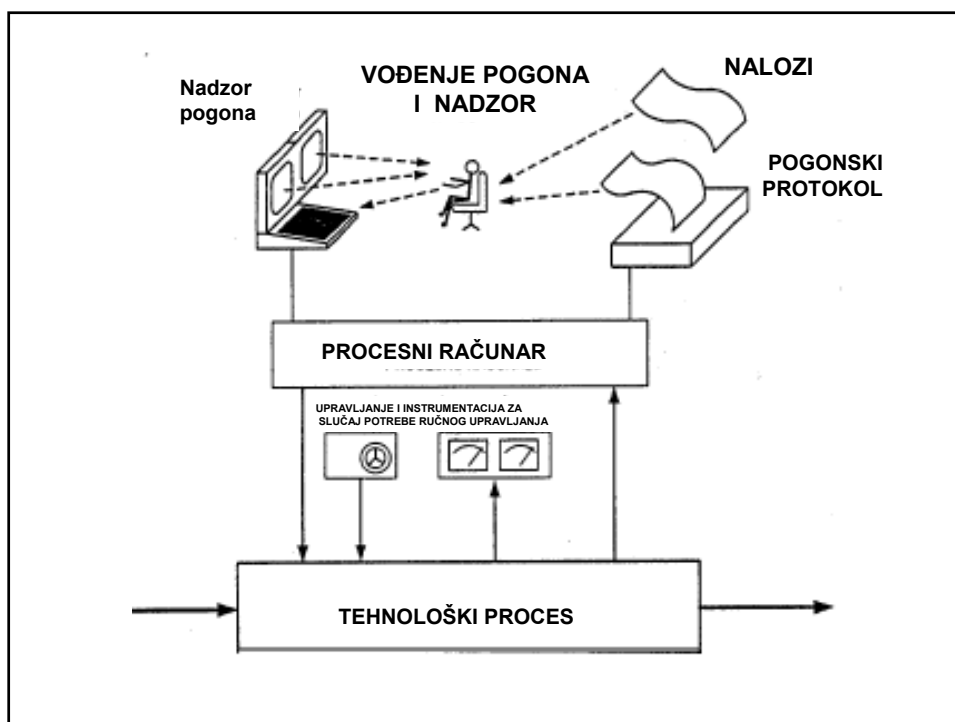 Nadzor
pogona
VOĐENJE POGONA
I NADZOR
NALOZI
POGONSKI
PROTOKOL
PROCESNI RAČUNAR
UPRAVLJANJE I INSTRUMENTACIJA ZA
SLUČAJ POTREBE RUČNOG UPRAVLJANJA
TEHNOLOŠKI PROCES